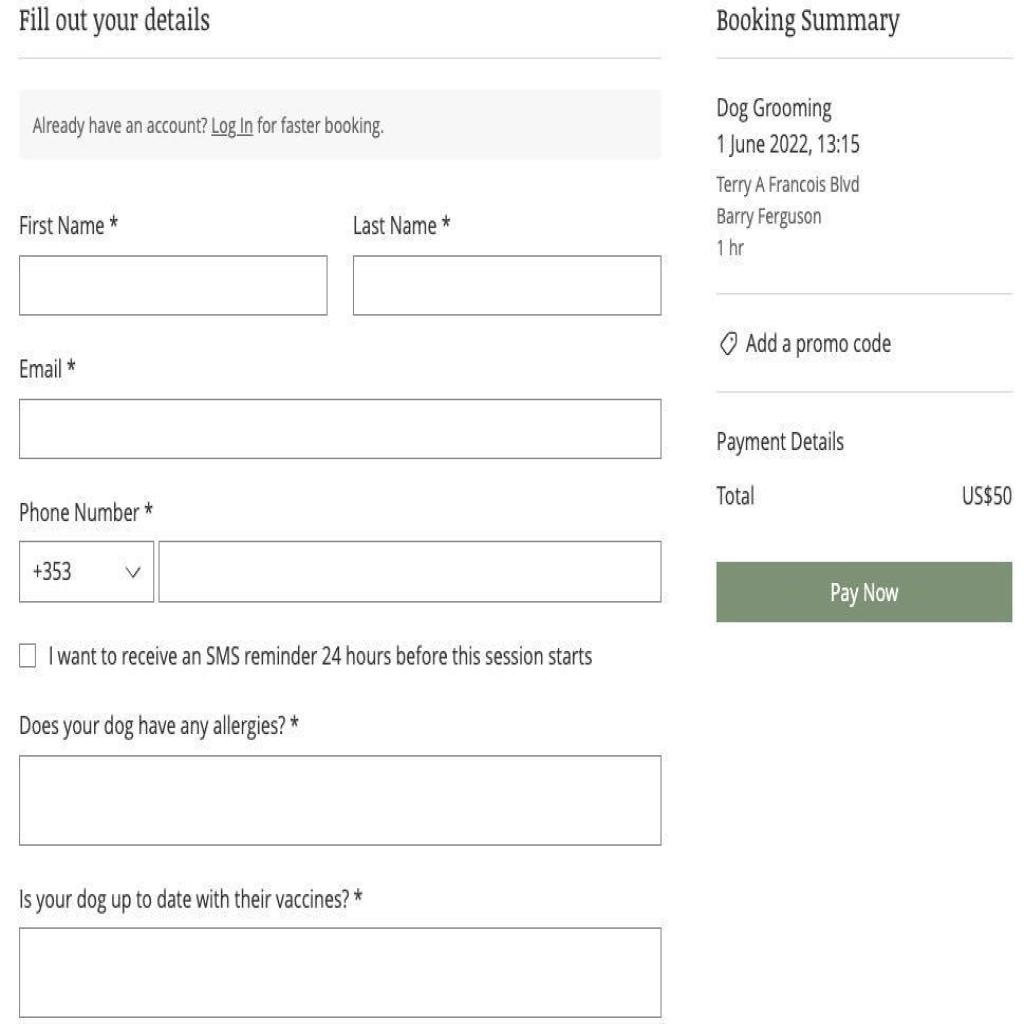 Fill out your details
Already have an account? Log In for faster booking.
First Name *
Last Name *
Email *
Phone Number *
+353
I want to receive an SMS reminder 24 hours before this session starts
Does your dog have any allergies? *
Is your dog up to date with their vaccines? *
Booking Summary
Dog Grooming
1 June 2022, 13:15
Terry A Francois Blvd
Barry Ferguson
1 hr
Add a promo code
Payment Details
Total US$50
Pay Now